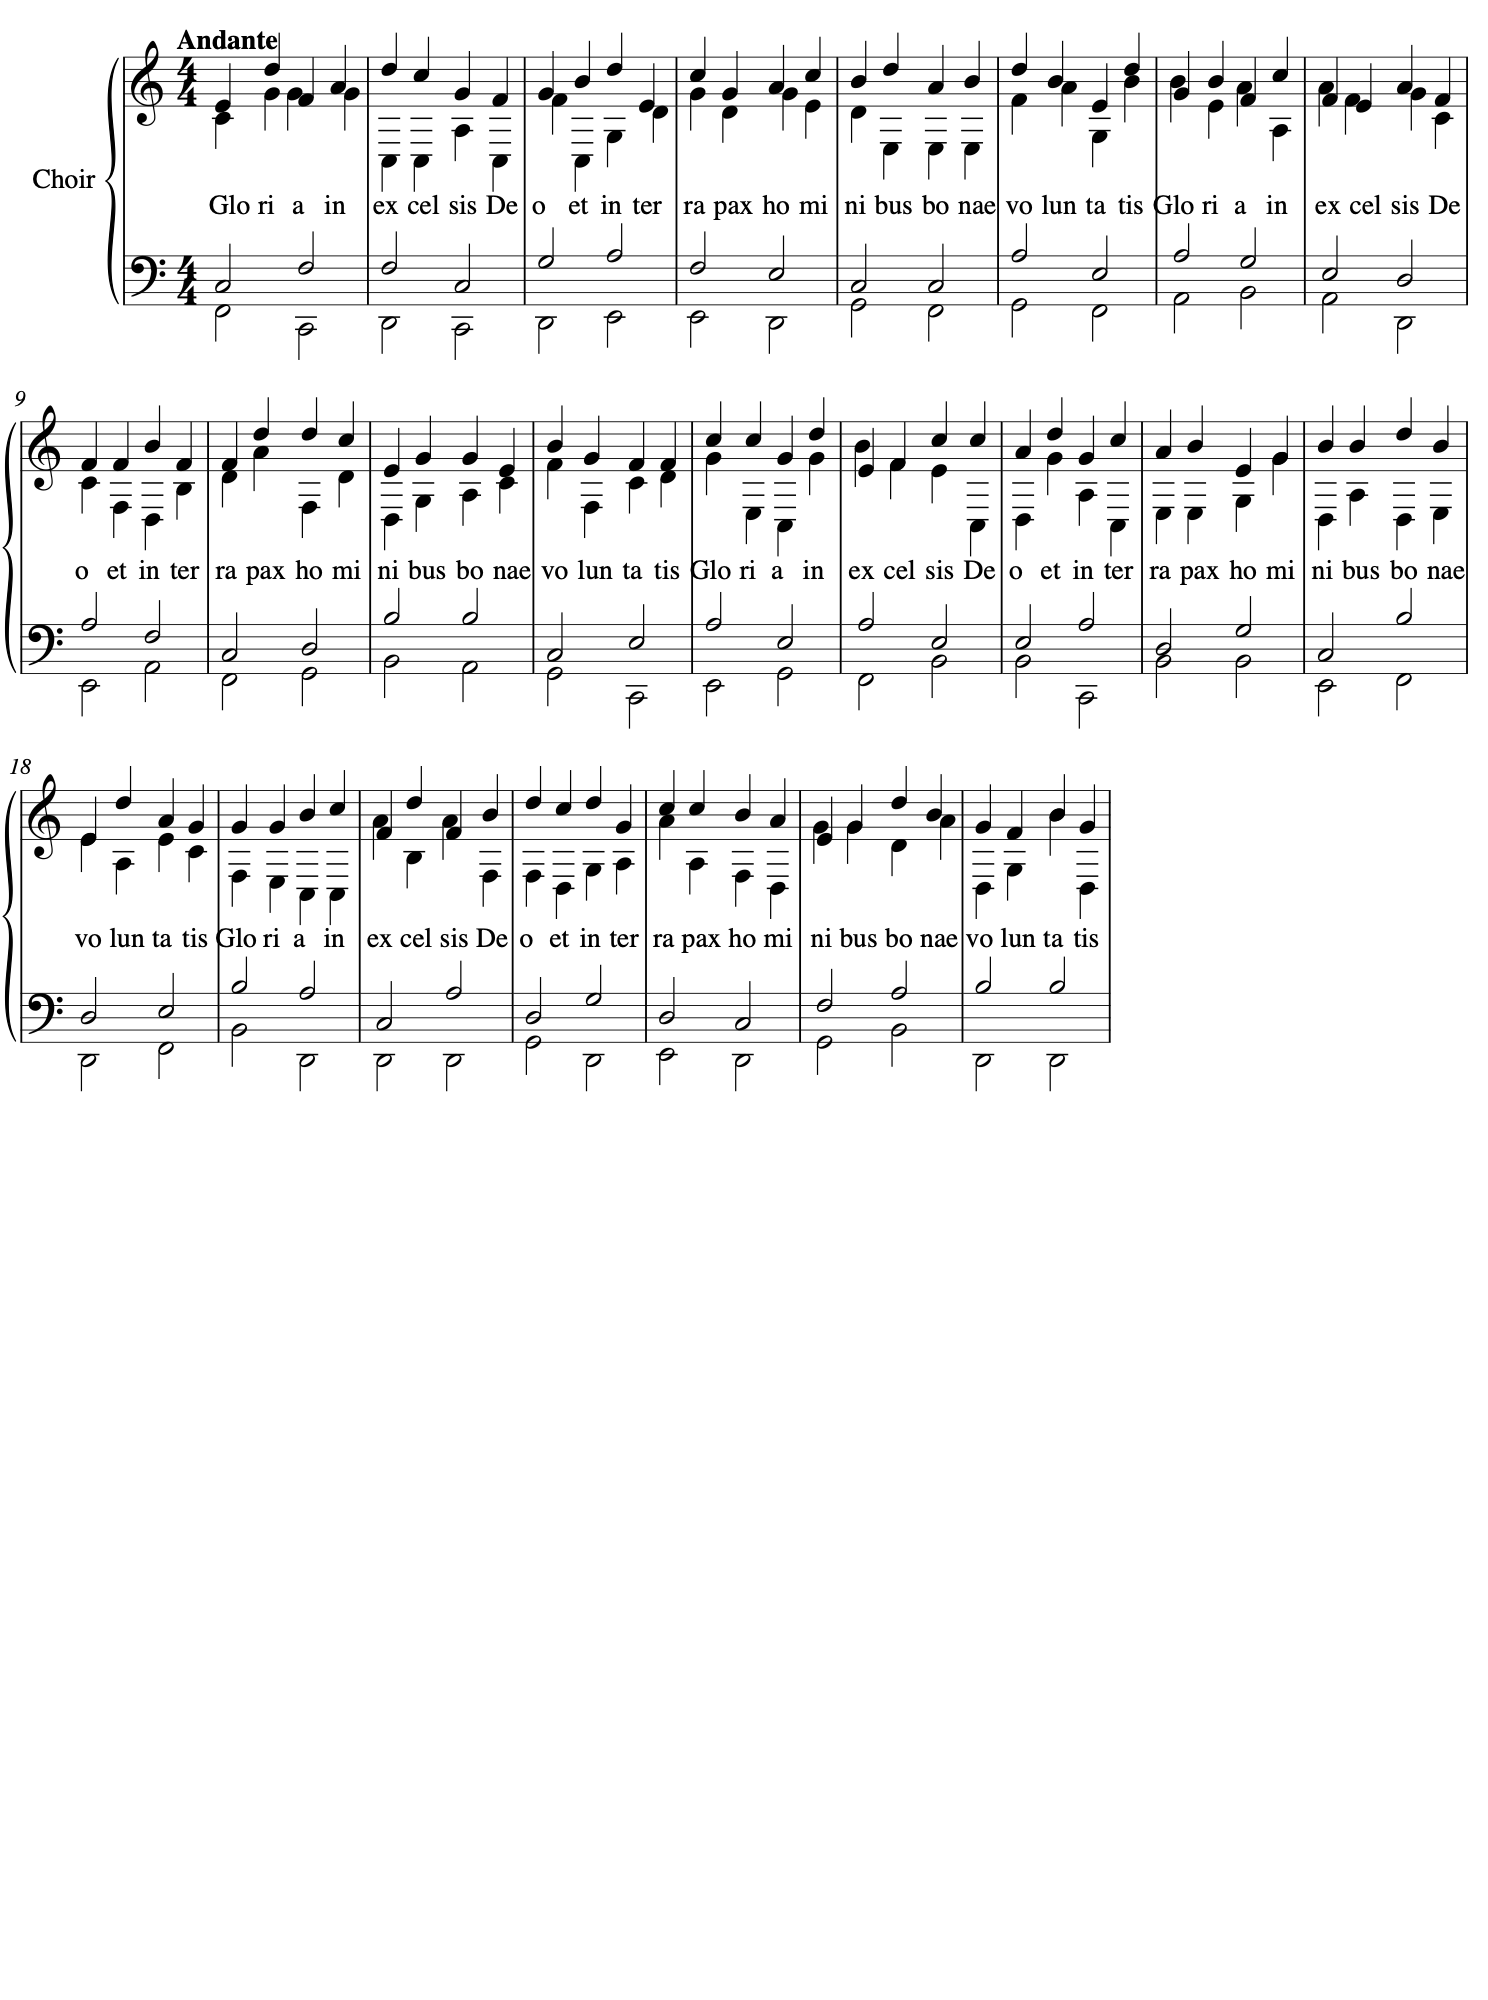 Andante
4 4
Choir
Glo ri a in ex cel sis De o et in ter ra pax ho mi ni bus bo nae vo lun ta tis Glo ri a in ex cel sis De
4 4
9
o et in ter ra pax ho mi ni bus bo nae vo lun ta tis Glo ri a in ex cel sis De o et in ter ra pax ho mi ni bus bo nae
18
vo lun ta tis Glo ri a in ex cel sis De o et in ter ra pax ho mi ni bus bo nae vo lun ta tis